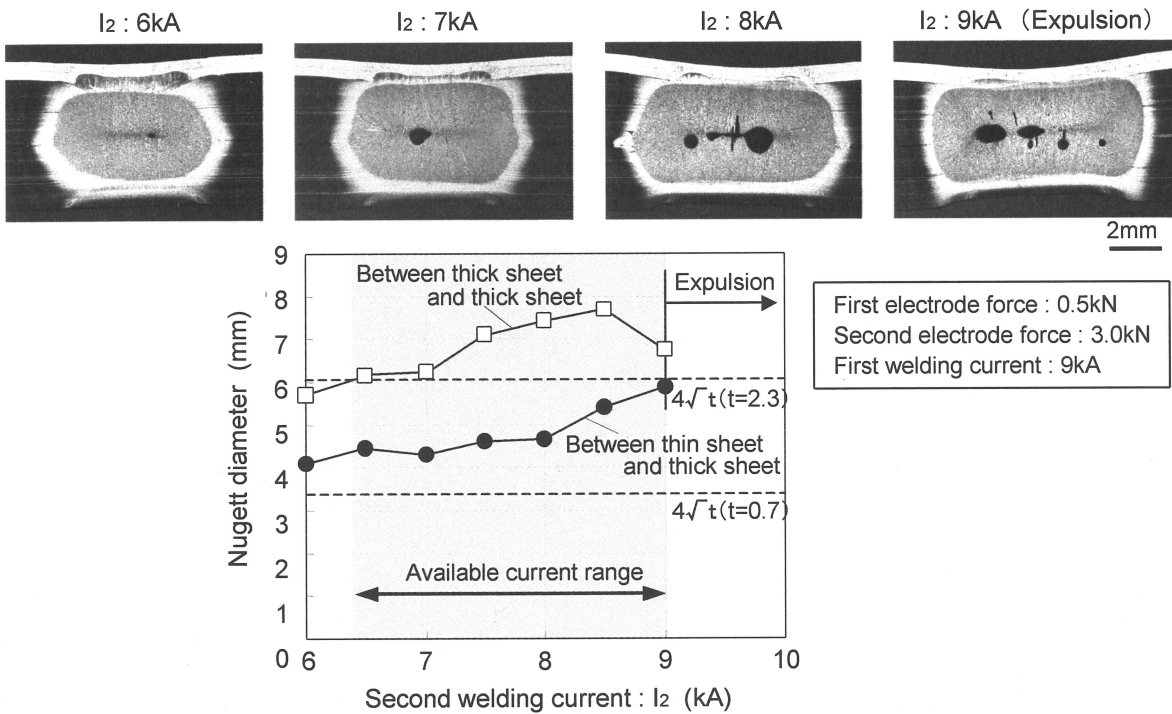 I2 : 6kA
I2 : 7kA
I2 : 8kA
I2 : 9kA （Expulsion）
2mm
Nugett diameter (mm)
9
8
7
6
5
4
3
2
1
0
Between thick sheet
and thick sheet
Expulsion
4√t(t=2.3)
Between thin sheet
and thick sheet
4√t(t=0.7)
Available current range
6
7
8
9
10
Second welding current : I2 (kA)
First electrode force : 0.5kN
Second electrode force : 3.0kN
First welding current : 9kA